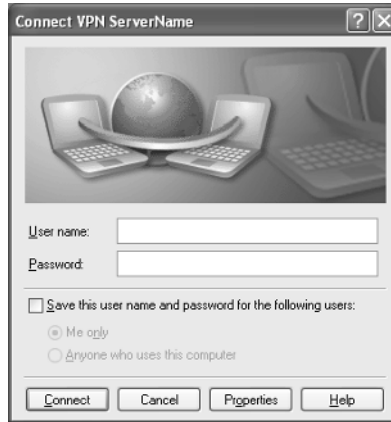 Connect VPN ServerName
User name:
Password:
Save this user name and password for the following users:
Me only
Anyone who uses this computer
Connect Cancel Properties Help